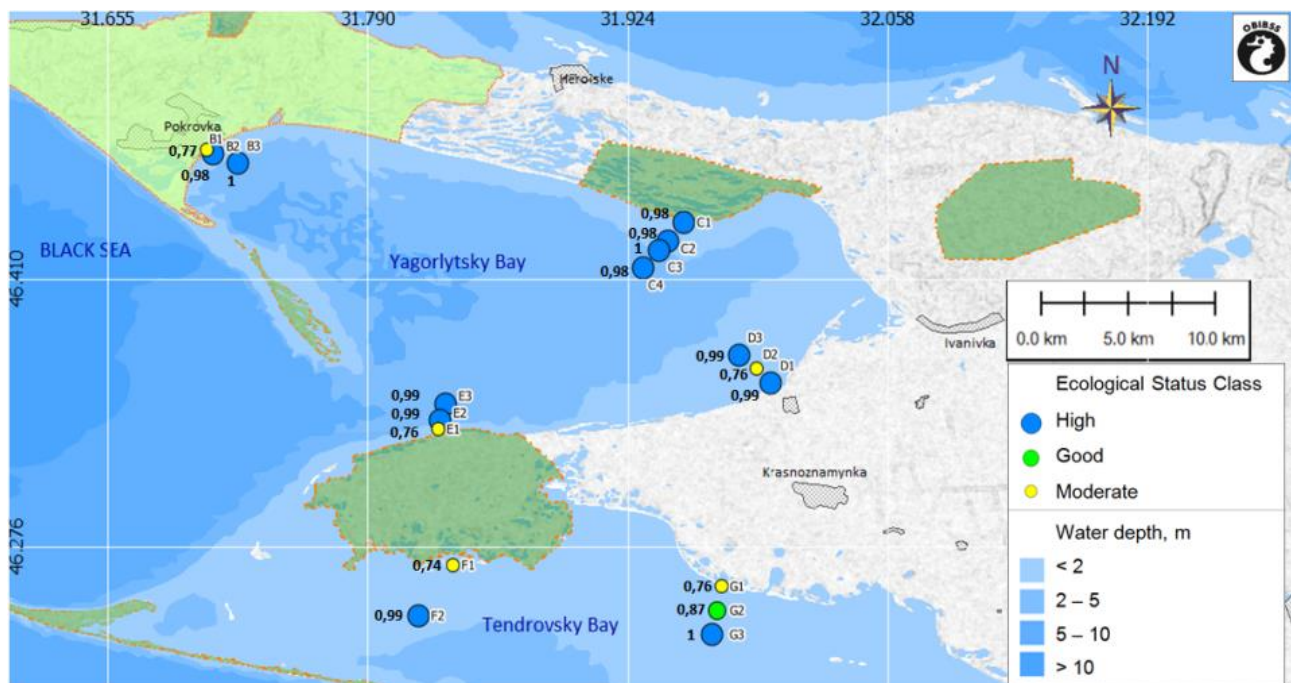 31.655 31.790 31.924 32.058 32.192
OBIBSS
N
Heroiske
Pokrovka
B1
B2
B3
0,77
0,98
1
C1
0,98
0,98
C2
1
C3
0,98
C4
BLACK SEA
Yagorlytsky Bay
46.410
0.0 km 5.0 km 10.0 km
Ivanivka
D3
0,99
D2
0,76
D1
0,99
0,99
E3
0,99
E2
0,76
E1
Krasnoznamynka
Ecological Status Class
High
Good
Moderate
Water depth, m
< 2
2 – 5
5 – 10
> 10
46.276
0,74
F1
0,99
F2
Tendrovsky Bay
0,76
G1
0,87
G2
1
G3